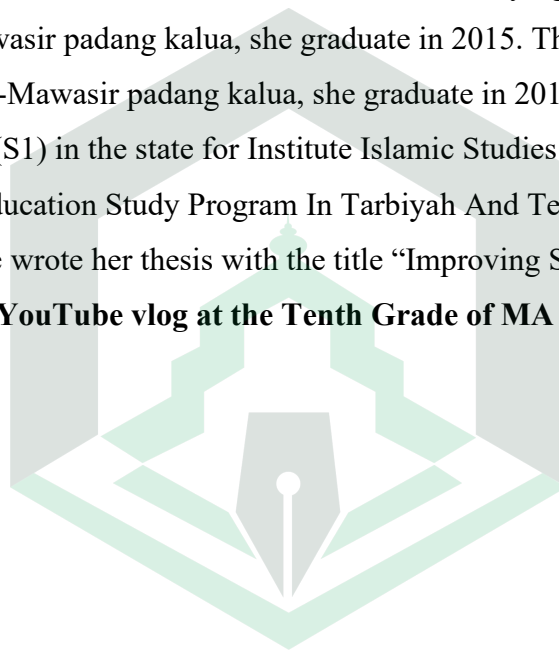 wasir padang kalua, she graduate in 2015. Th
-Mawasir padang kalua, she graduate in 201
S1) in the state for Institute Islamic Studies
ducation Study Program In Tarbiyah And Te
e wrote her thesis with the title “Improving S
YouTube vlog at the Tenth Grade of MA